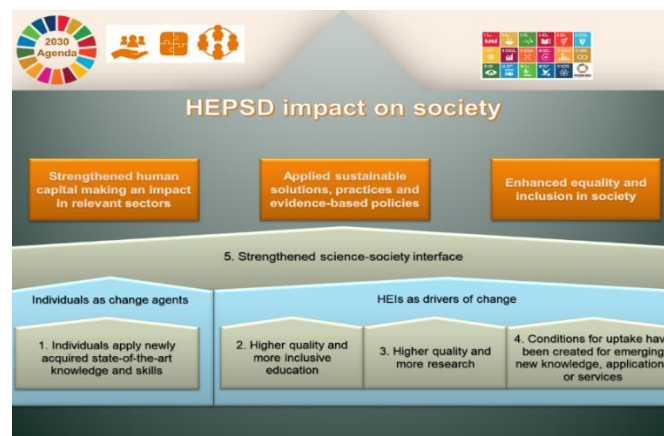 2030
Agenda
HEPSD impact on society
Strengthened human
capital making an impact
in relevant sectors
Applied sustainable
solutions, practices and
evidence-based policies
Enhanced equality and
inclusion in society
5. Strengthened science-society interface
Individuals as change agents
HEIs as drivers of change
1. Individuals apply newly
acquired state-of-the-art
knowledge and skills
2. Higher quality and
more inclusive
education
3. Higher quality and
more research
4. Conditions for uptake hav
been created for emerging
new knowledge, application
or services